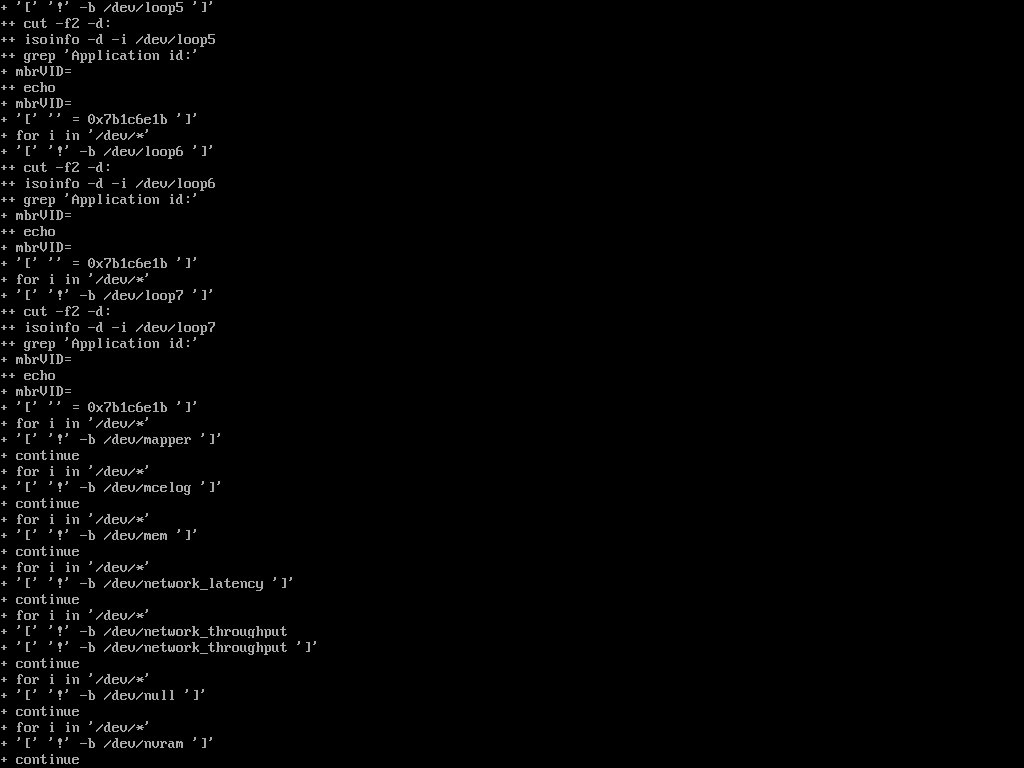 + '[' '!' -b /dev/loop5 ']'
++ cut -f2 -d:
++ isoinfo -d -i /dev/loop5
++ grep 'Application id:'
+ mbrVID=
++ echo
+ mbrVID=
+ '[' '' = 0x7b1c6e1b ']'
+ for i in '/dev/*'
+ '[' '!' -b /dev/loop6 ']'
++ cut -f2 -d:
++ isoinfo -d -i /dev/loop6
++ grep 'Application id:'
+ mbrVID=
++ echo
+ mbrVID=
+ '[' '' = 0x7b1c6e1b ']'
+ for i in '/dev/*'
+ '[' '!' -b /dev/loop7 ']'
++ cut -f2 -d:
++ isoinfo -d -i /dev/loop7
++ grep 'Application id:'
+ mbrVID=
++ echo
+ mbrVID=
+ '[' '' = 0x7b1c6e1b ']'
+ for i in '/dev/*'
+ '[' '!' -b /dev/mapper ']'
+ continue
+ for i in '/dev/*'
+ '[' '!' -b /dev/mcelog ']'
+ continue
+ for i in '/dev/*'
+ '[' '!' -b /dev/mem ']'
+ continue
+ for i in '/dev/*'
+ '[' '!' -b /dev/network_latency ']'
+ continue
+ for i in '/dev/*'
+ '[' '!' -b /dev/network_throughput
+ '[' '!' -b /dev/network_throughput ']'
+ continue
+ for i in '/dev/*'
+ '[' '!' -b /dev/null ']'
+ continue
+ for i in '/dev/*'
+ '[' '!' -b /dev/nvram ']'
+ continue